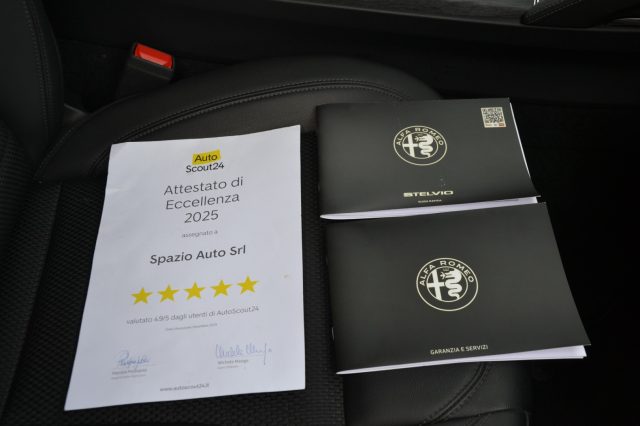 Auto
Scout24
Attestato di
Eccellenza
2025
assegnato a
Spazio Auto Srl
valutato 4.9/5 dagli utenti di AutoScout24
www.autoscout24.it
ALFA ROMEO
STELVIO
ALFA ROMEO
GARANZIA E SERVIZI